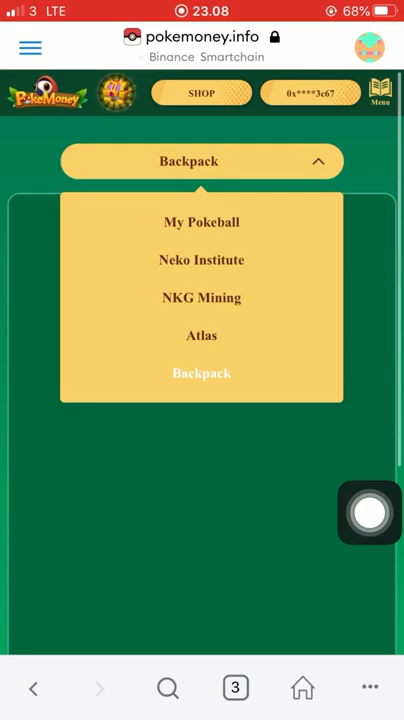 3 LTE
23.08
68%
pokemoney.info
Binance Smartchain
PokeMoney
SHOP
0x****3c67
Menu
Backpack
My Pokeball
Neko Institute
NKG Mining
Atlas
Backpack
3